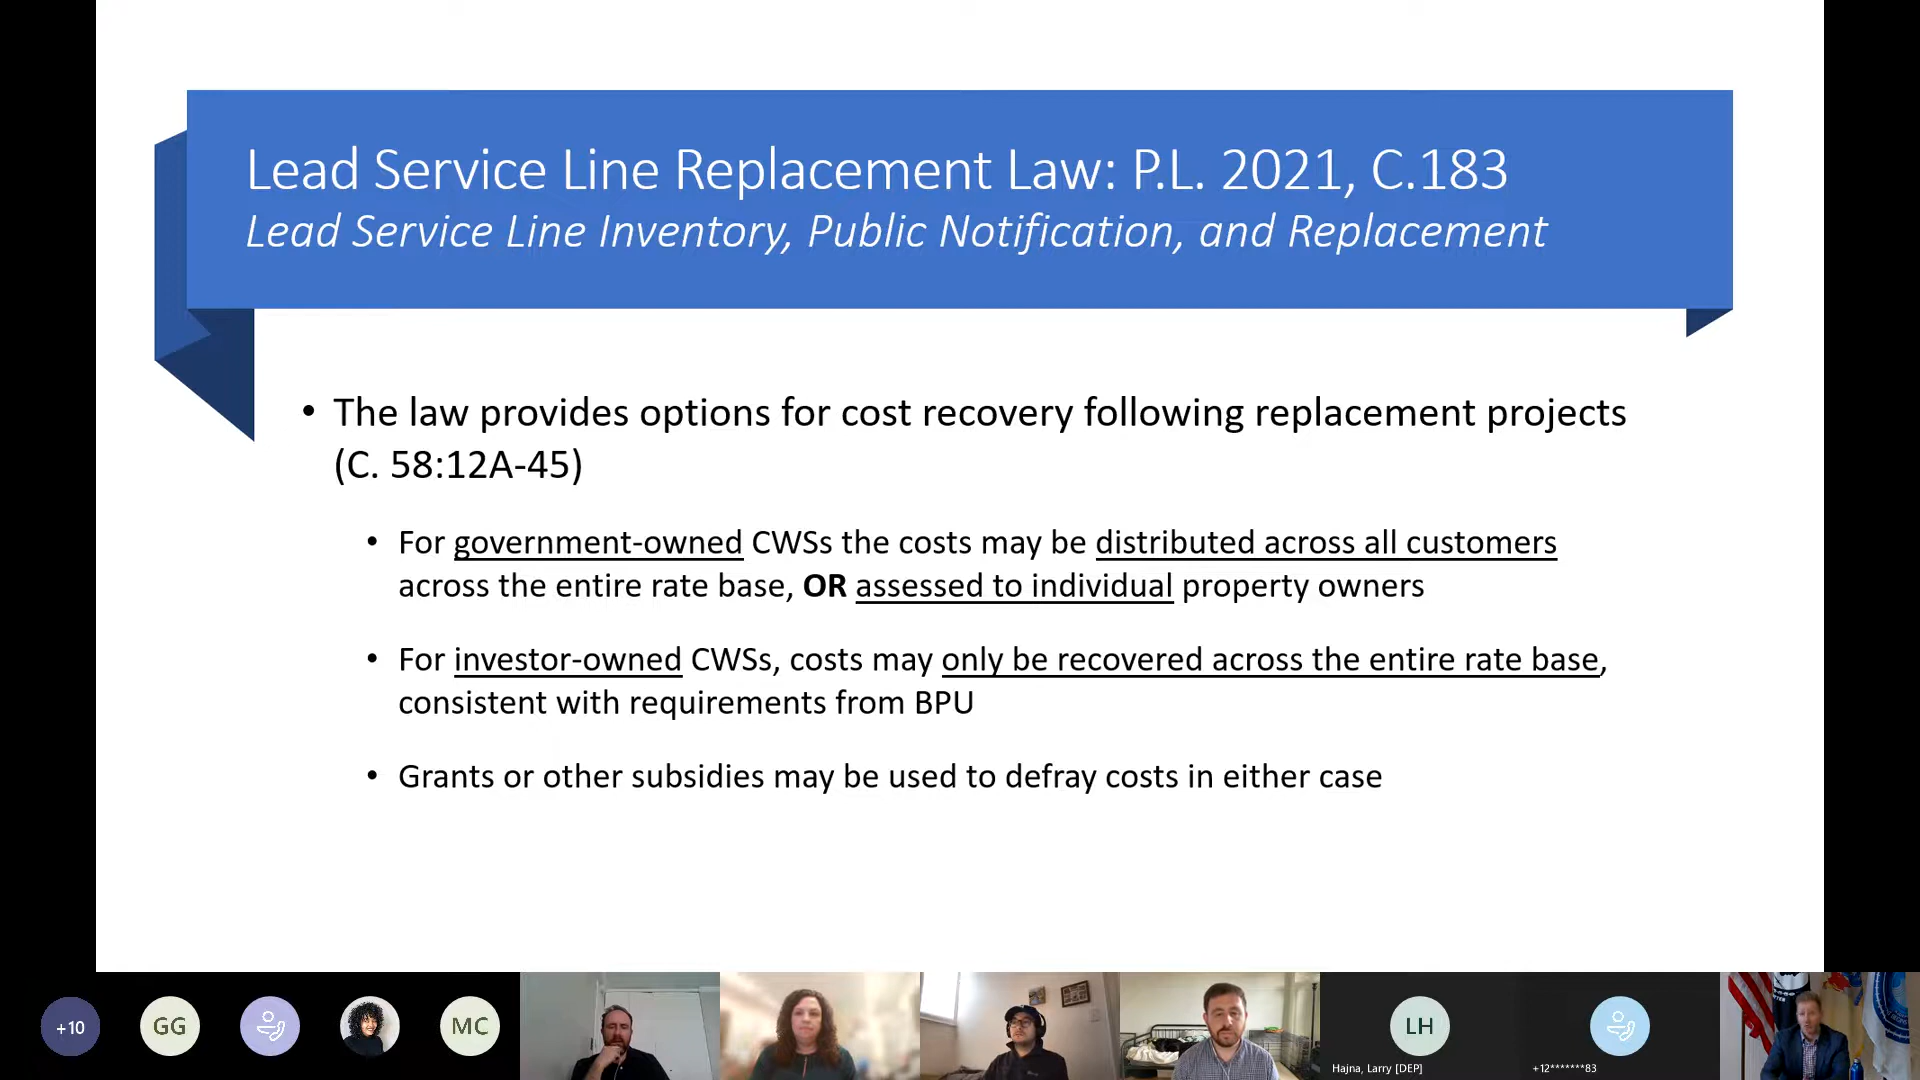 Lead Service Line Replacement Law: P.L. 2021, C.183
Lead Service Line Inventory, Public Notification, and Replacement
• The law provides options for cost recovery following replacement projects
(C. 58:12A-45)
• For government-owned CWSs the costs may be distributed across all customers
across the entire rate base, OR assessed to individual property owners
• For investor-owned CWSs, costs may only be recovered across the entire rate base,
consistent with requirements from BPU
• Grants or other subsidies may be used to defray costs in either case
+10
GG
MC
LH
Hajna, Larry [DEP]
+12*******83